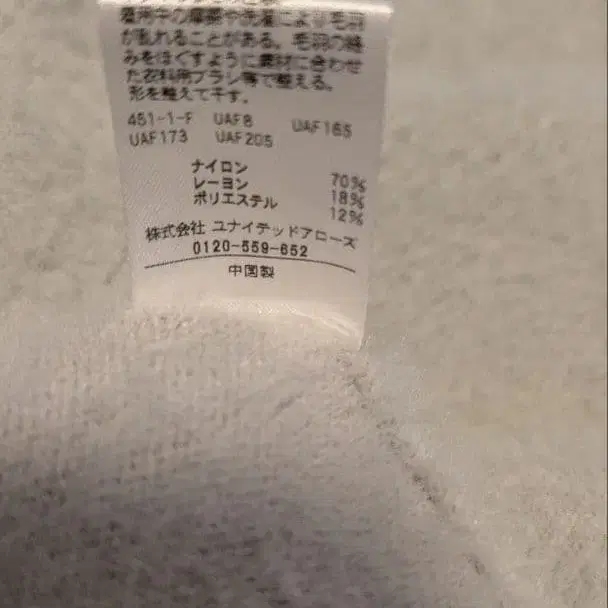 着用中の摩擦や洗濯により毛羽
が乱れることがある。毛羽の絡
みをほぐすように素材に合わせ
た衣料用ブラシ等で整える。
形を整えて干す。
451-1-F UAF8 UAF165
UAF173 UAF205
ナイロン 70%
レーヨン 18%
ポリエステル 12%
株式会社 ユナイテッドアローズ
0120-559-652
中国製